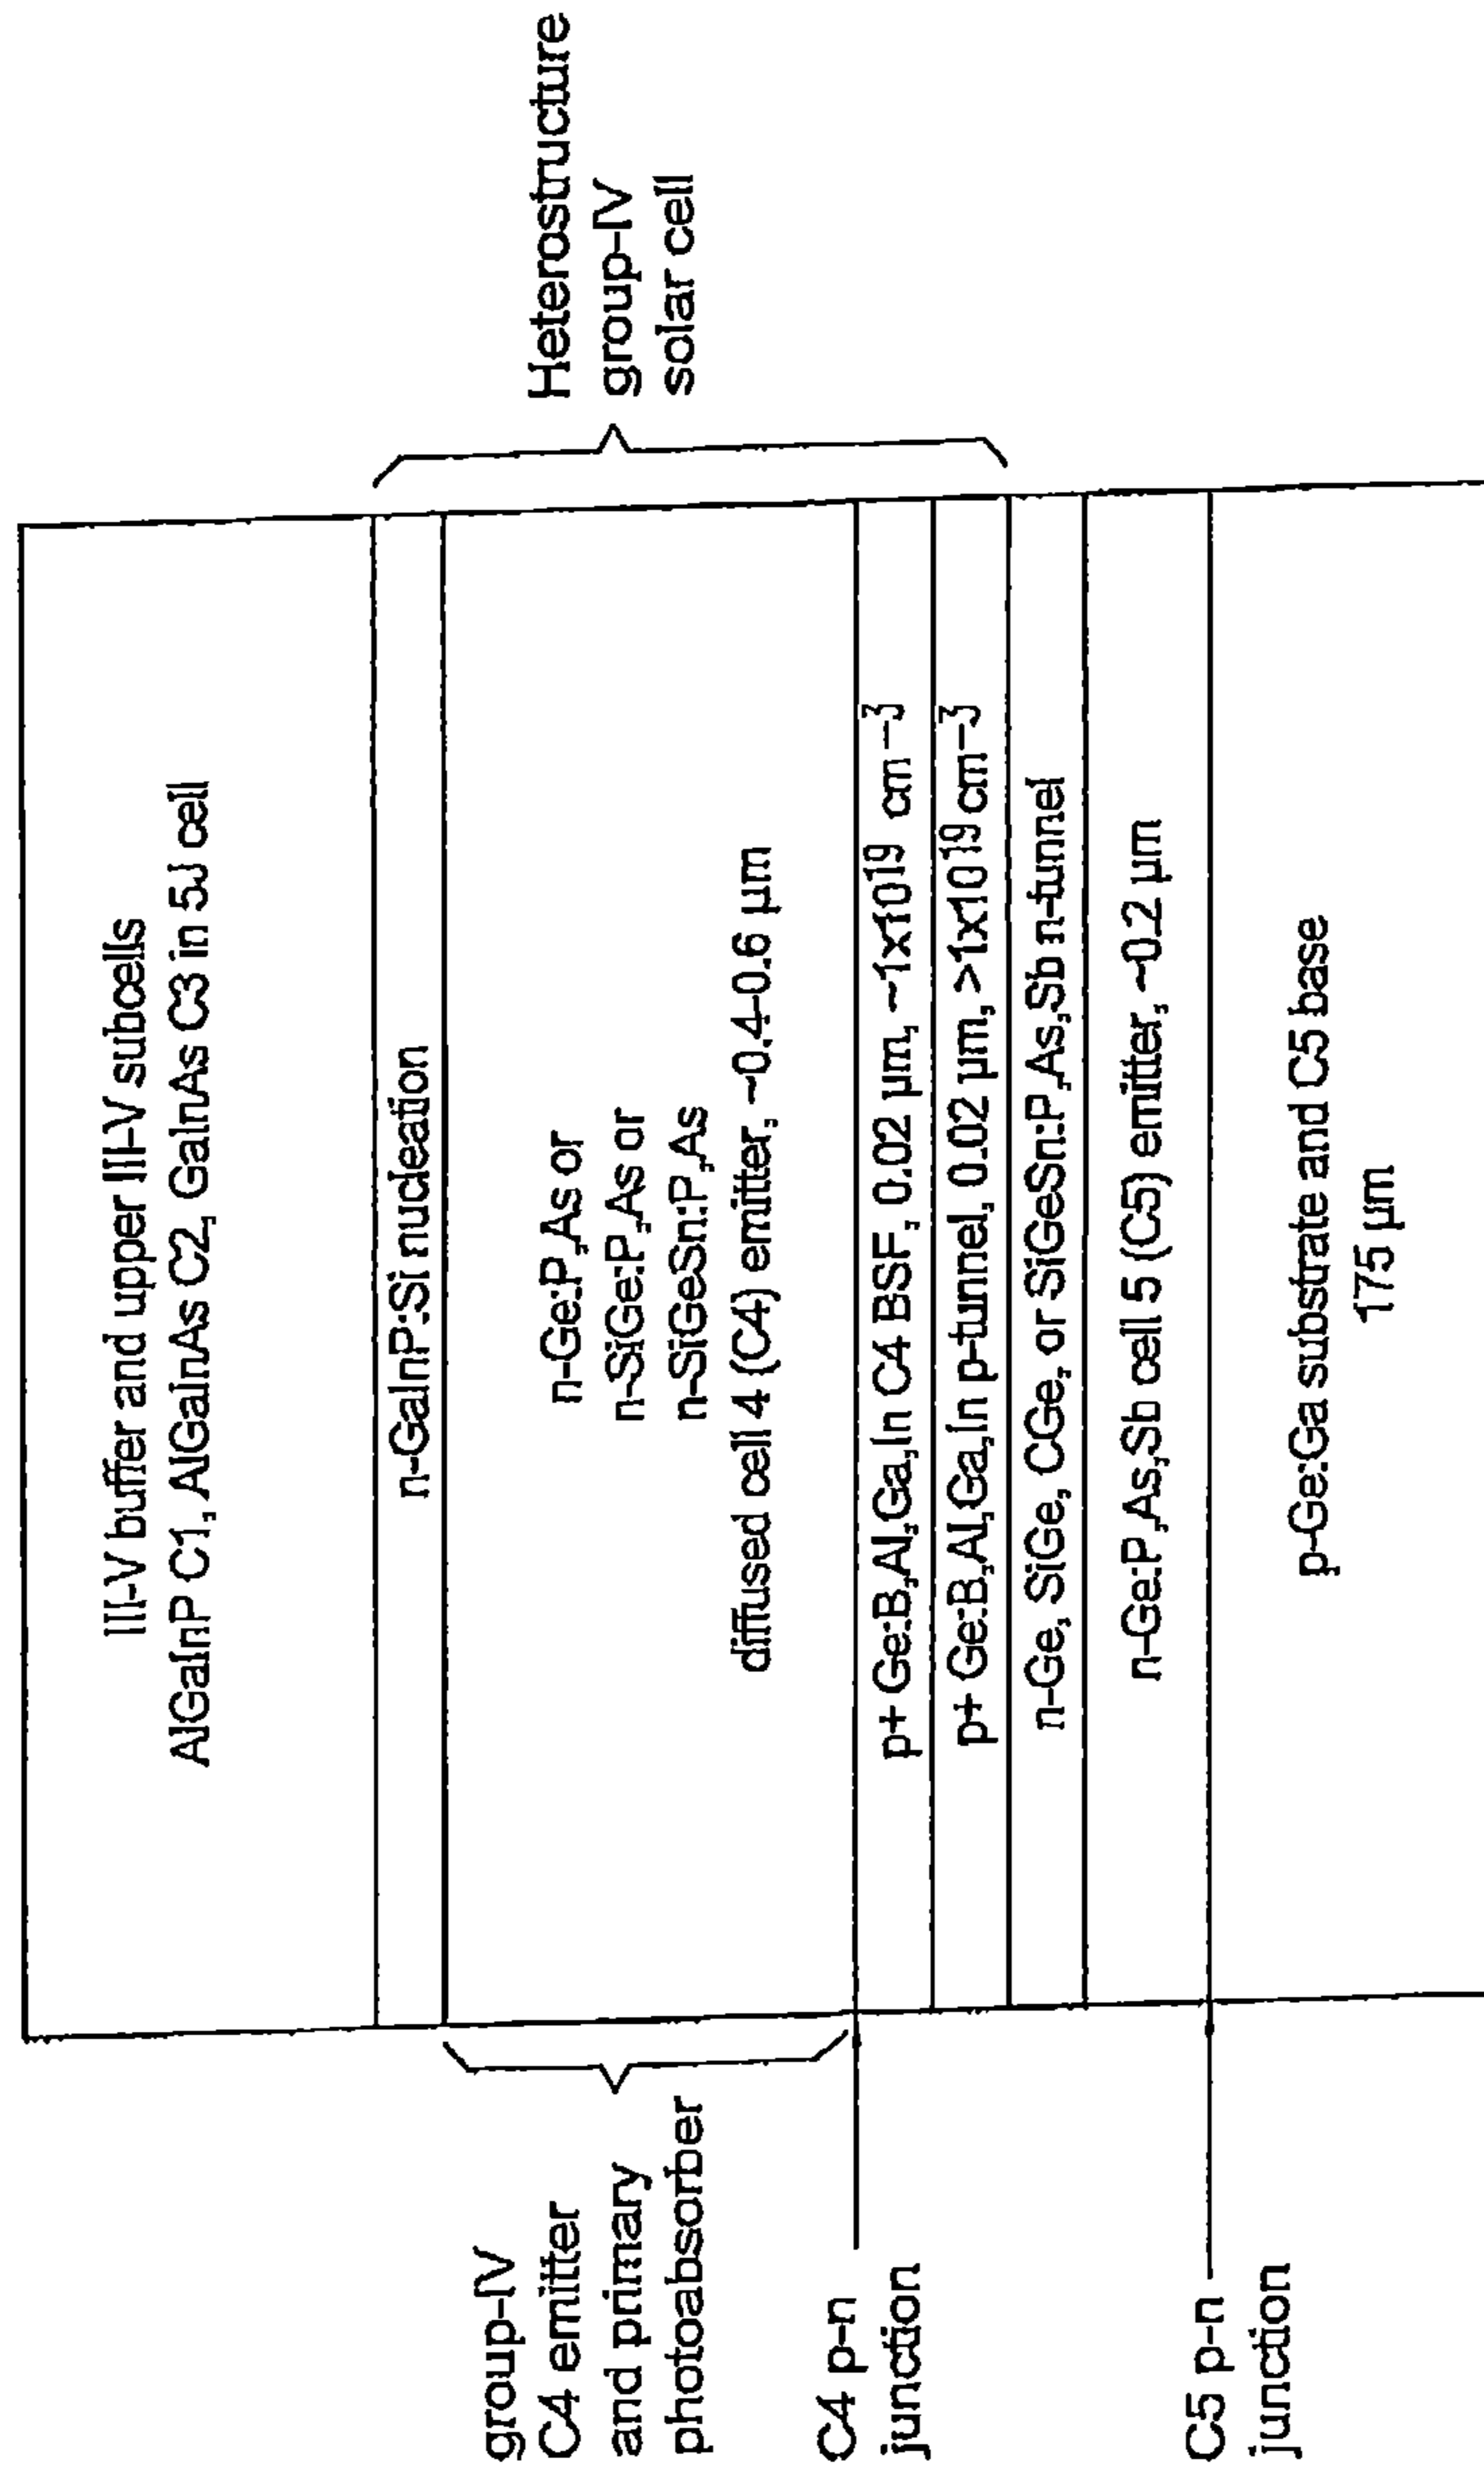 III-V buffer and upper III-V subcells
AlGaInP C1, AlGaInAs C2, GaInAs C3 in 5J cell
n-GaInP:Si nucleation
n-Ge:P,As or
n-SiGe:P,As or
n-SiGeSn:P,As
diffused cell 4 (C4) emitter, ~0.4-0.6 µm
p+ Ge:B,Al,Ga,In C4 BSF, 0.02 µm, ~1x10¹⁹ cm⁻³
p+ Ge:B,Al,Ga,In p-tunnel, 0.02 µm, >1x10¹⁹ cm⁻³
n-Ge, SiGe, CGe, or SiGeSn:P,As,Sb n-tunnel
n-Ge:P,As,Sb cell 5 (C5) emitter, ~0.2 µm
p-Ge:Ga substrate and C5 base
175 µm
group-IV
C4 emitter
and primary
photoabsorber
C4 p-n
junction
C5 p-n
junction
Heterostructure
group-IV
solar cell